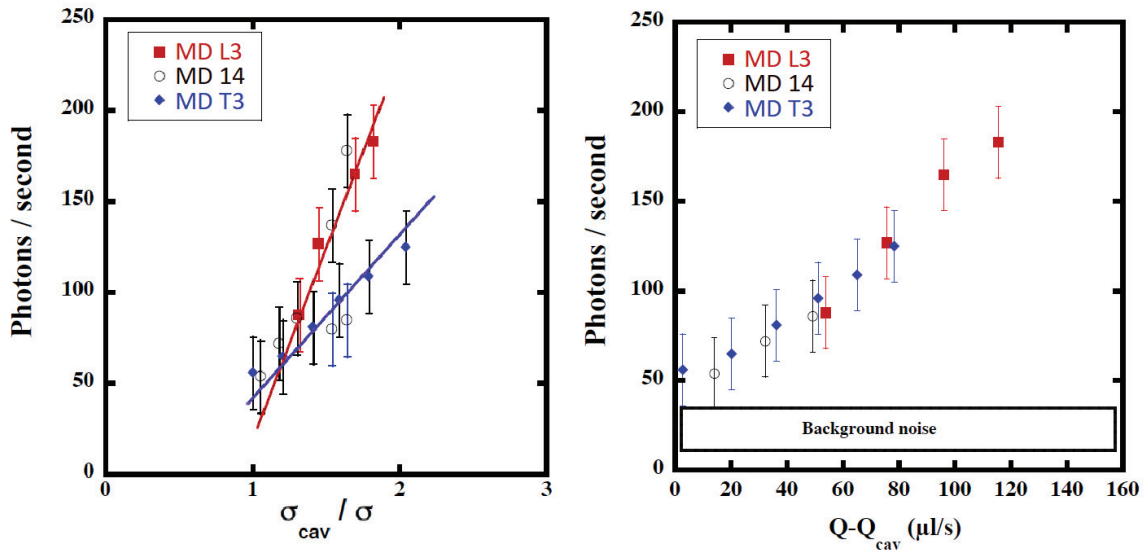 250
200
150
100
50
0
Photons / second
MD L3
MD 14
MD T3
0
1
2
3
σcav / σ
250
200
150
100
50
0
Photons / second
MD L3
MD 14
MD T3
Background noise
0
20
40
60
80
100
120
140
160
Q-Qcav (µl/s)